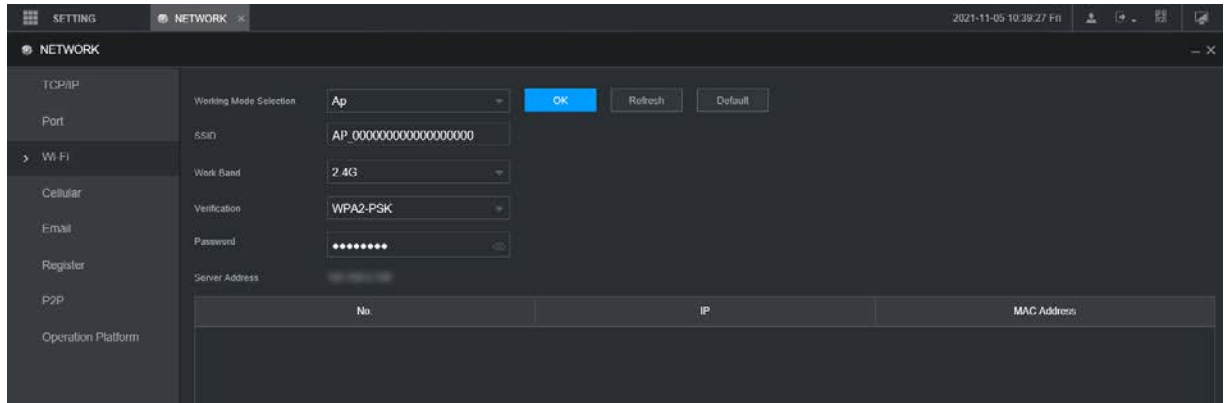 SETTING NETWORK × 2021-11-05 10:39:27 Fri
NETWORK
TCP/IP
Working Mode Selection Ap OK Refresh Default
Port
SSID AP_000000000000000000
Wi-Fi
Work Band 2.4G
Cellular
Verification WPA2-PSK
Email
Password ●●●●●●●●
Register
Server Address
P2P
No. IP MAC Address
Operation Platform